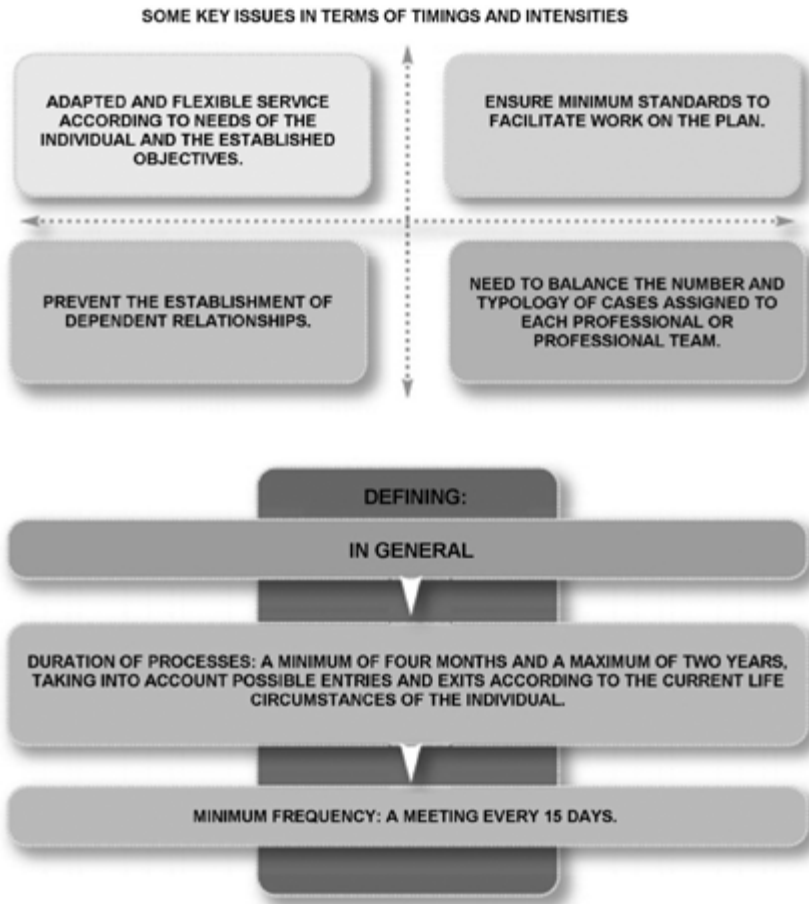 SOME KEY ISSUES IN TERMS OF TIMINGS AND INTENSITIES
ADAPTED AND FLEXIBLE SERVICE
ACCORDING TO NEEDS OF THE
INDIVIDUAL AND THE ESTABLISHED
OBJECTIVES.
ENSURE MINIMUM STANDARDS TO
FACILITATE WORK ON THE PLAN.
PREVENT THE ESTABLISHMENT OF
DEPENDENT RELATIONSHIPS.
NEED TO BALANCE THE NUMBER AND
TYPOLOGY OF CASES ASSIGNED TO
EACH PROFESSIONAL OR
PROFESSIONAL TEAM.
DEFINING:
IN GENERAL
DURATION OF PROCESSES: A MINIMUM OF FOUR MONTHS AND A MAXIMUM OF TWO YEARS,
TAKING INTO ACCOUNT POSSIBLE ENTRIES AND EXITS ACCORDING TO THE CURRENT LIFE
CIRCUMSTANCES OF THE INDIVIDUAL.
MINIMUM FREQUENCY: A MEETING EVERY 15 DAYS.